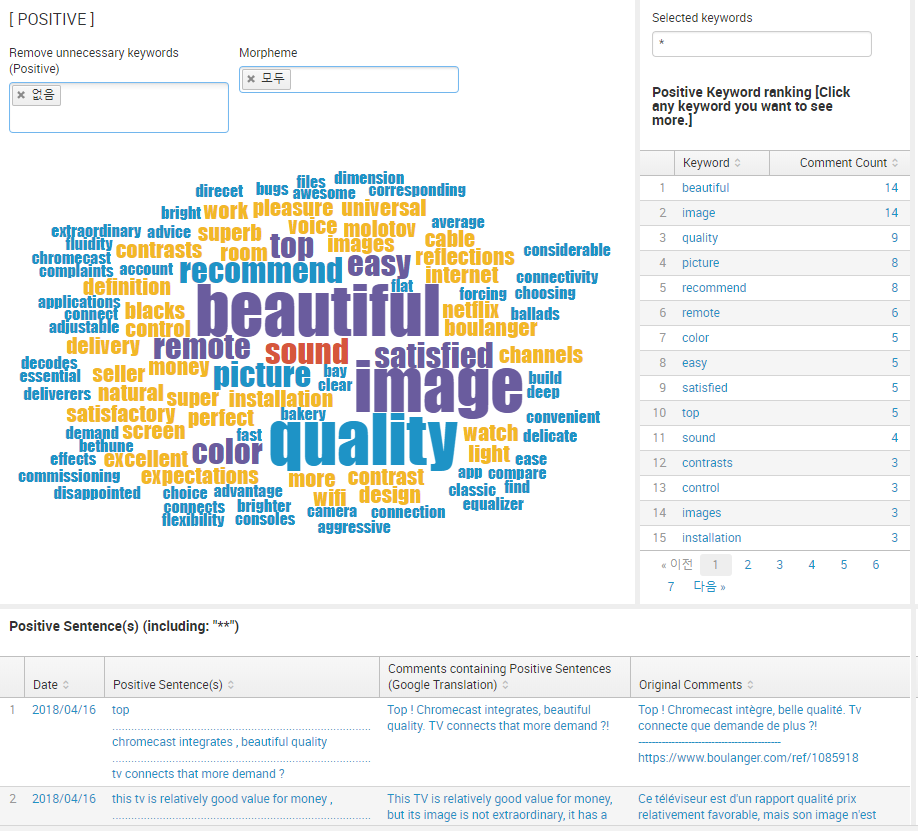 [ POSITIVE ]
Remove unnecessary keywords
(Positive)
Morpheme
× 없음
× 모두
files dimension
direcet bugs awesome corresponding
bright work pleasure universal
extraordinary advice superb voice molotov average
fluidity
chromecast contrasts room top images cable considerable
complaints account recommend easy reflections
definition flat internet connectivity
applications forcing choosing
connect blacks beautiful netflix ballads
adjustable control boulanger
delivery remote sound satisfied channels
decodes
essential seller money picture bay image build
deliverers natural super installation clear deep
satisfactory perfect bakery convenient
demand screen fast quality watch delicate
bethune
effects excellent color light ease
commissioning expectations more contrast app compare
disappointed choice advantage wifi design classic find
connects brighter camera connection equalizer
flexibility consoles aggressive
Selected keywords
*
Positive Keyword ranking [Click
any keyword you want to see
more.]
Keyword Comment Count
1 beautiful 14
2 image 14
3 quality 9
4 picture 8
5 recommend 8
6 remote 6
7 color 5
8 easy 5
9 satisfied 5
10 top 5
11 sound 4
12 contrasts 3
13 control 3
14 images 3
15 installation 3
« 이전 1 2 3 4 5 6
7 다음 »
Positive Sentence(s) (including: "**")
Date Positive Sentence(s) Comments containing Positive Sentences
(Google Translation) Original Comments
1 2018/04/16 top
chromecast integrates , beautiful quality
tv connects that more demand ?
Top ! Chromecast integrates, beautiful
quality. TV connects that more demand ?!
Top ! Chromecast intègre, belle qualité. Tv
connecte que demande de plus ?!
----------------------------------------
https://www.boulanger.com/ref/1085918
2 2018/04/16 this tv is relatively good value for money ,
This TV is relatively good value for money,
but its image is not extraordinary, it has a
Ce téléviseur est d'un rapport qualité prix
relativement favorable, mais son image n'est